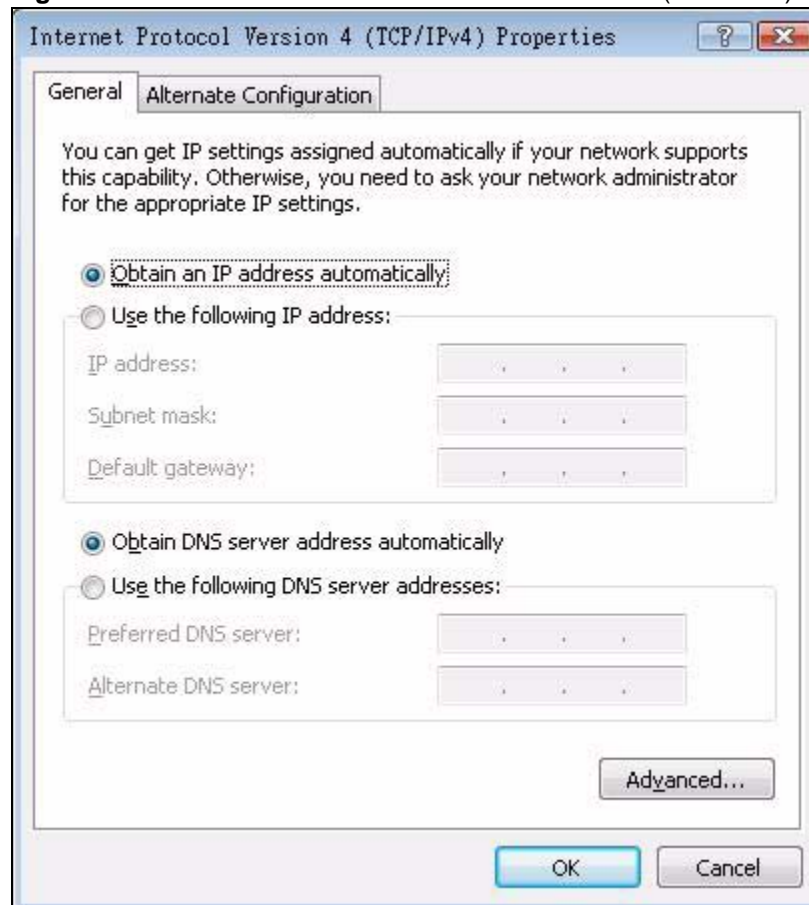 Internet Protocol Version 4 (TCP/IPv4) Properties
General
Alternate Configuration
You can get IP settings assigned automatically if your network supports
this capability. Otherwise, you need to ask your network administrator
for the appropriate IP settings.
Obtain an IP address automatically
Use the following IP address:
IP address:
Subnet mask:
Default gateway:
Obtain DNS server address automatically
Use the following DNS server addresses:
Preferred DNS server:
Alternate DNS server:
Advanced...
OK
Cancel